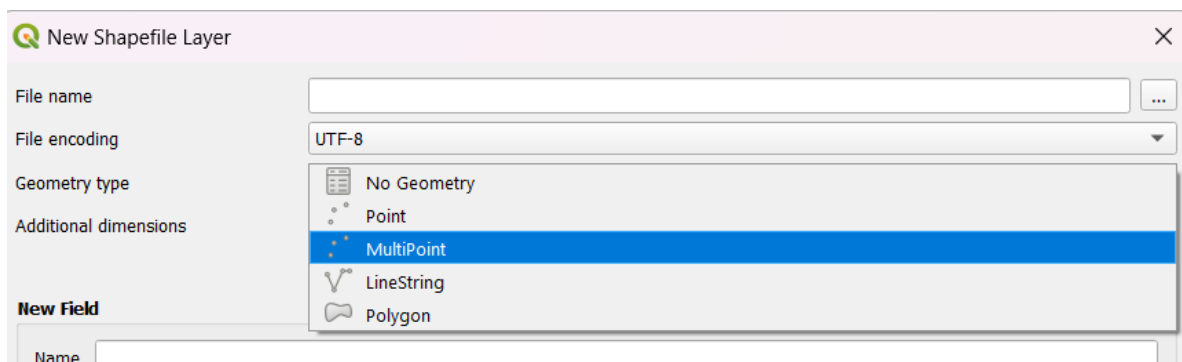 New Shapefile Layer
File name
...
File encoding
UTF-8
Geometry type
No Geometry
Point
Additional dimensions
MultiPoint
LineString
New Field
Polygon
Name